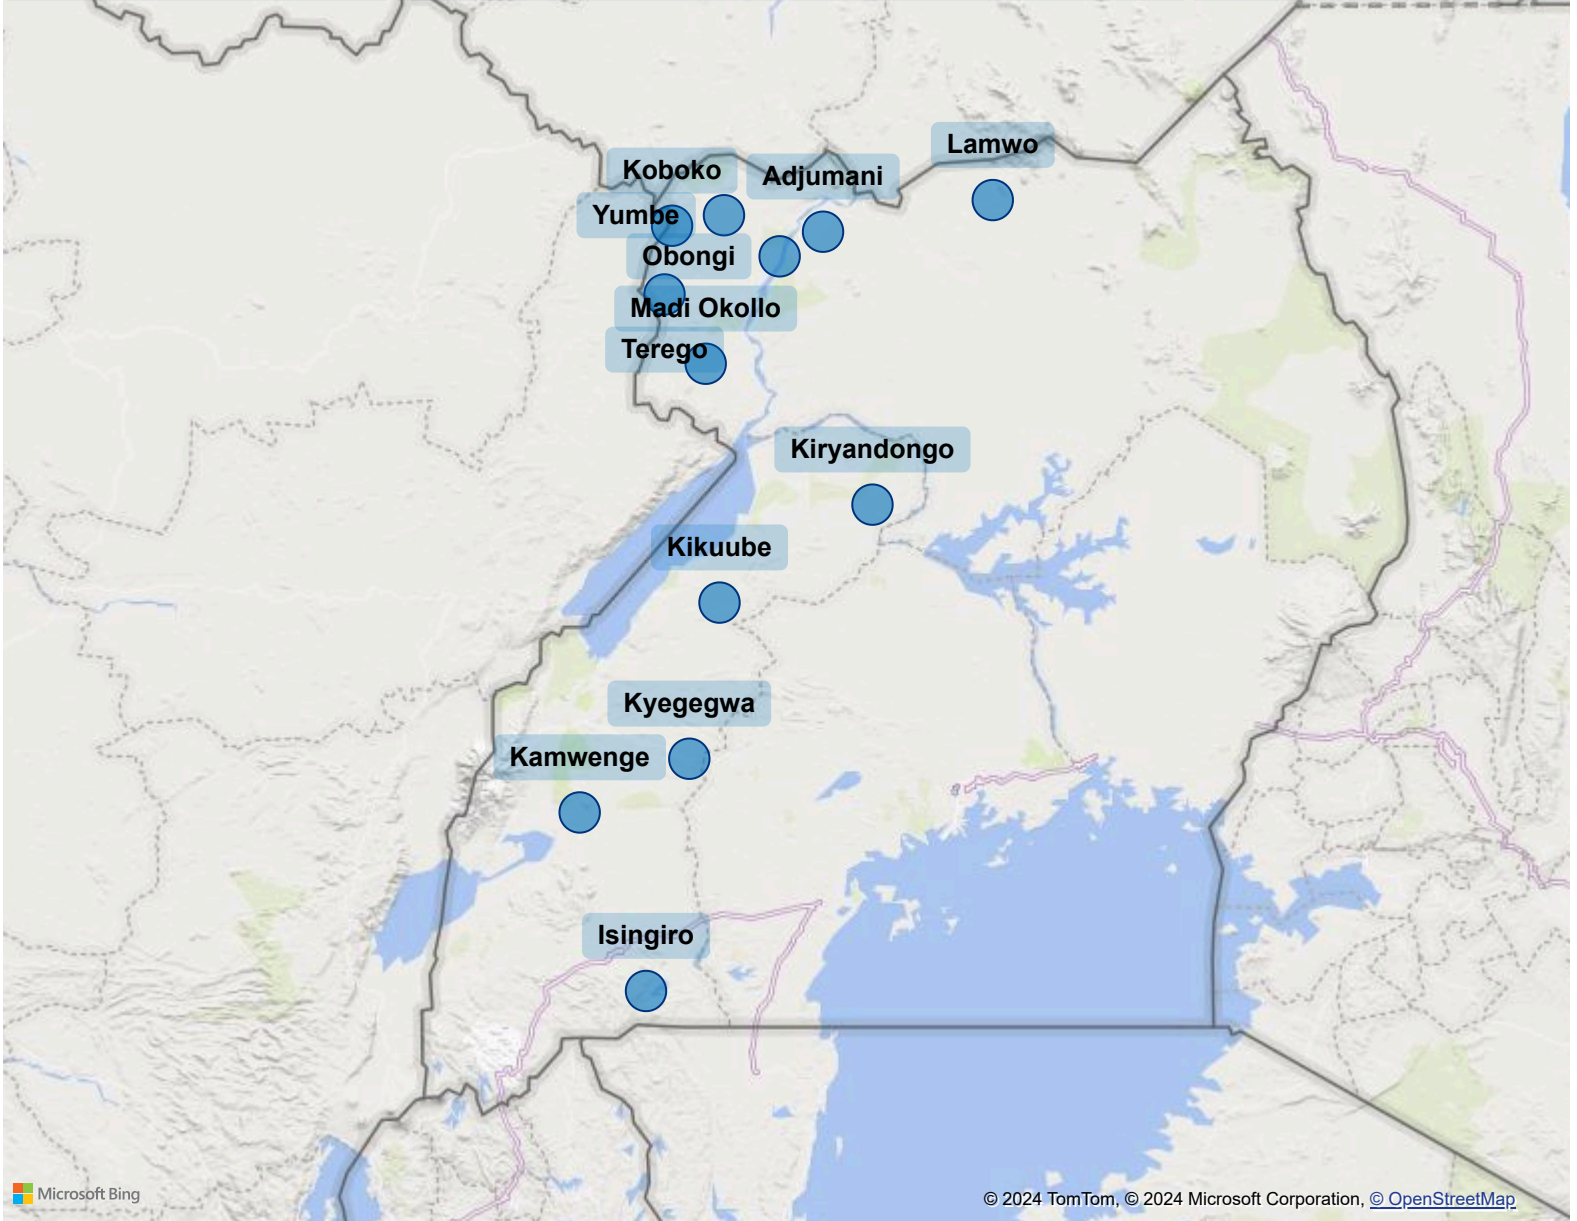 Lamwo
Koboko
Adjumani
Yumbe
Obongi
Madi Okollo
Terego
Kiryandongo
Kikuube
Kyegegwa
Kamwenge
Isingiro
Microsoft Bing
© 2024 TomTom, © 2024 Microsoft Corporation, © OpenStreetMap